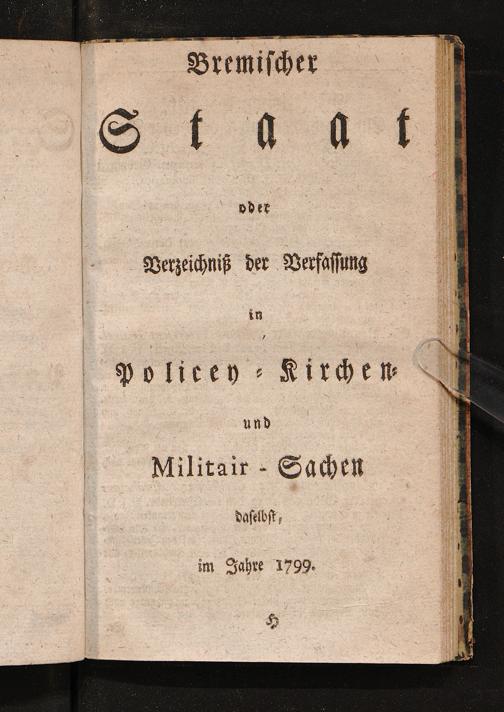 Bremischer
Staat
oder
Verzeichniß der Verfassung
in
Policey - Kirchen-
und
Militair - Sachen
daselbst,
im Jahre 1799.
H